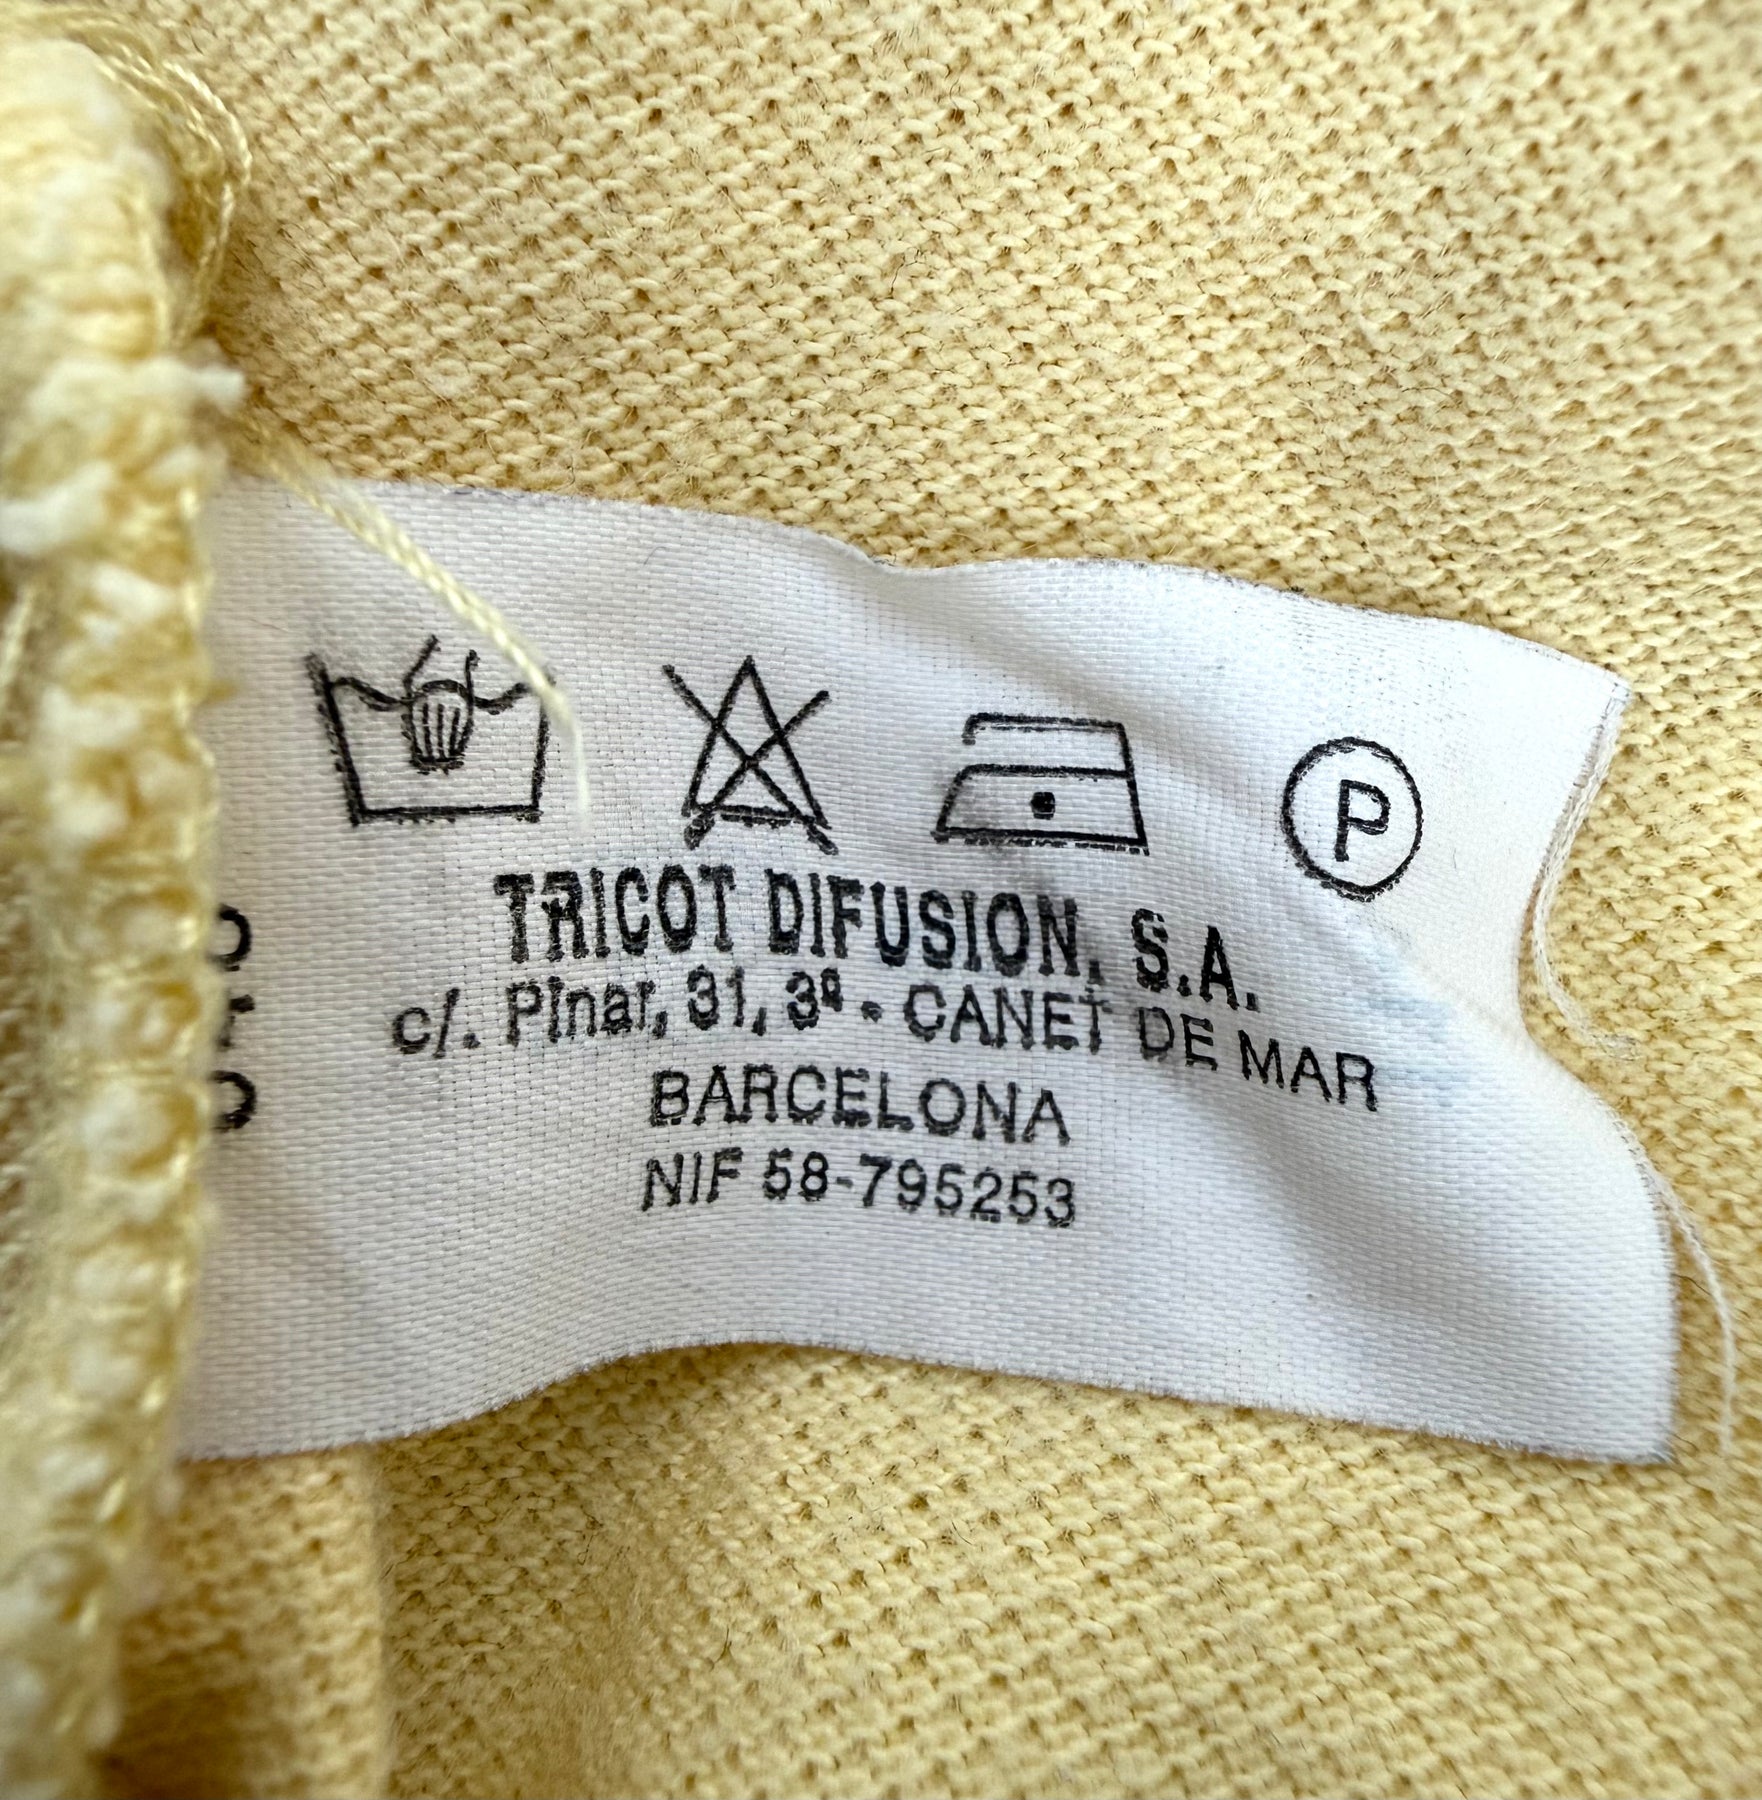 P
TRICOT DIFUSION, S.A.
c/. Pinar, 31, 3º - CANET DE MAR
BARCELONA
NIF 58-795253